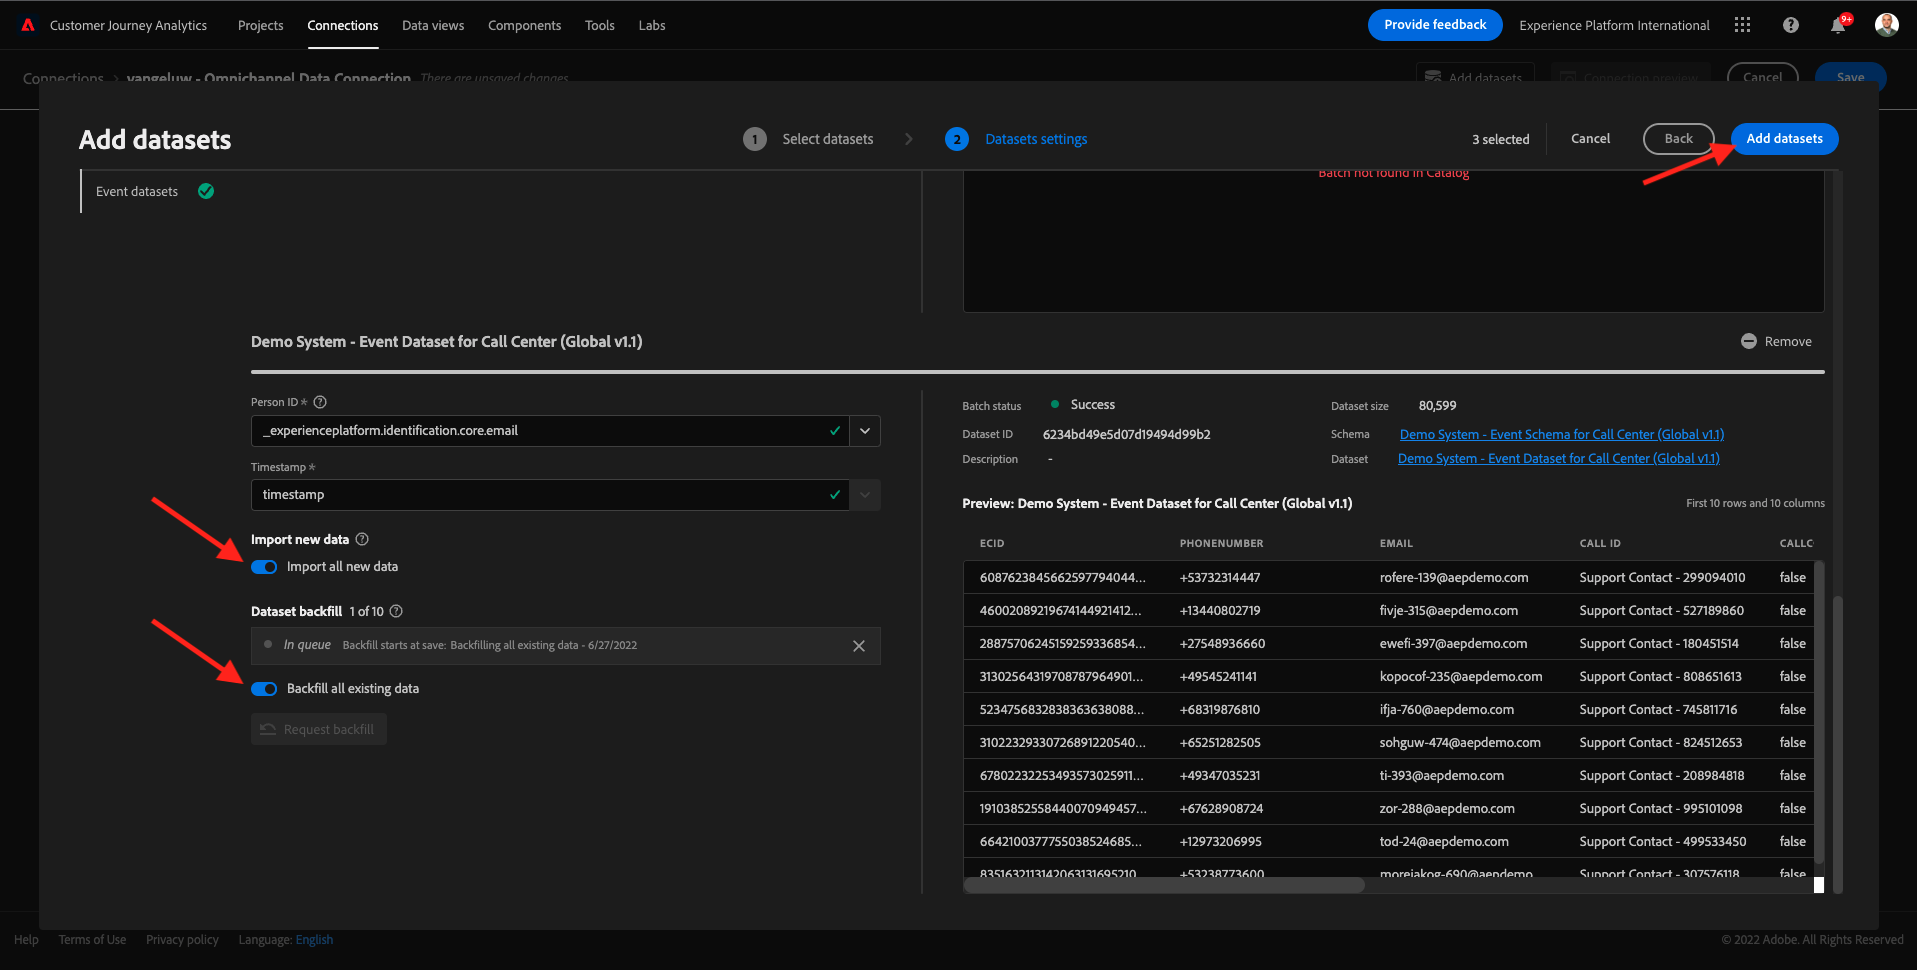 Customer Journey Analytics Projects Connections Data views Components Tools Labs Provide feedback Experience Platform International 9+
Connections > vangeluw - Omnichannel Data Connection There are unsaved changes Add datasets Connection preview Cancel Save
Add datasets 1 Select datasets 2 Datasets settings 3 selected Cancel Back Add datasets
Batch not found in Catalog
Event datasets
Demo System - Event Dataset for Call Center (Global v1.1) Remove
Person ID *
_experienceplatform.identification.core.email
Timestamp *
timestamp
Import new data
Import all new data
Dataset backfill 1 of 10
In queue Backfill starts at save: Backfilling all existing data - 6/27/2022
Backfill all existing data
Request backfill
Batch status Success Dataset size 80,599
Dataset ID 6234bd49e5d07d19494d99b2 Schema Demo System - Event Schema for Call Center (Global v1.1)
Description - Dataset Demo System - Event Dataset for Call Center (Global v1.1)
Preview: Demo System - Event Dataset for Call Center (Global v1.1) First 10 rows and 10 columns
ECID PHONENUMBER EMAIL CALL ID CALLC
6087623845662597794044... +53732314447 rofere-139@aepdemo.com Support Contact - 299094010 false
46002089219674144921412... +13440802719 fivje-315@aepdemo.com Support Contact - 527189860 false
28875706245159259336854... +27548936660 ewefi-397@aepdemo.com Support Contact - 180451514 false
31302564319708787964901... +49545241141 kopocof-235@aepdemo.com Support Contact - 808651613 false
5234756832838363638088... +68319876810 ifja-760@aepdemo.com Support Contact - 745811716 false
31022329330726891220540... +65251282505 sohguw-474@aepdemo.com Support Contact - 824512653 false
67802232253493573025911... +49347035231 ti-393@aepdemo.com Support Contact - 208984818 false
19103852558440070949457... +67628908724 zor-288@aepdemo.com Support Contact - 995101098 false
6642100377755038524685... +12973206995 tod-24@aepdemo.com Support Contact - 499533450 false
8351632113142063131695210 +53238773600 morejakog-690@aepdemo Support Contact - 307576118 false
Help Terms of Use Privacy policy Language: English © 2022 Adobe. All Rights Reserved